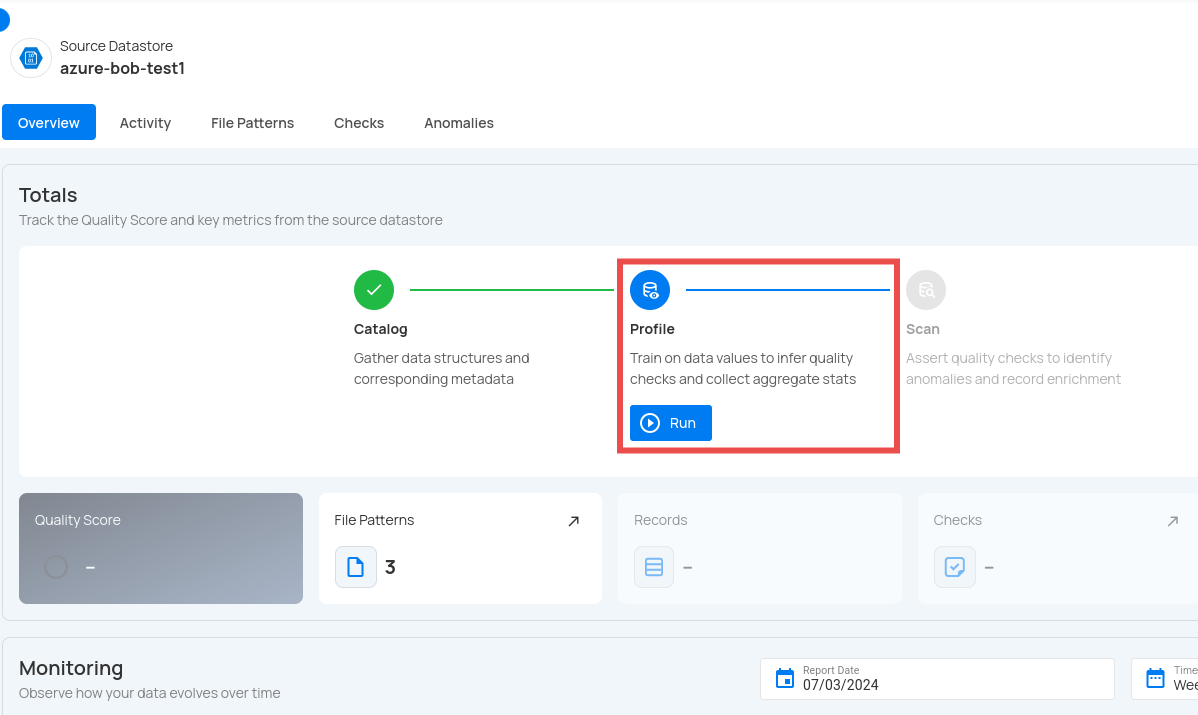 Source Datastore
azure-bob-test1
Overview
Activity
File Patterns
Checks
Anomalies
Totals
Track the Quality Score and key metrics from the source datastore
Catalog
Gather data structures and
corresponding metadata
Profile
Train on data values to infer quality
checks and collect aggregate stats
Run
Scan
Assert quality checks to identify
anomalies and record enrichment
Quality Score
–
File Patterns
3
Records
–
Checks
–
Monitoring
Observe how your data evolves over time
Report Date
07/03/2024
Time
Wee